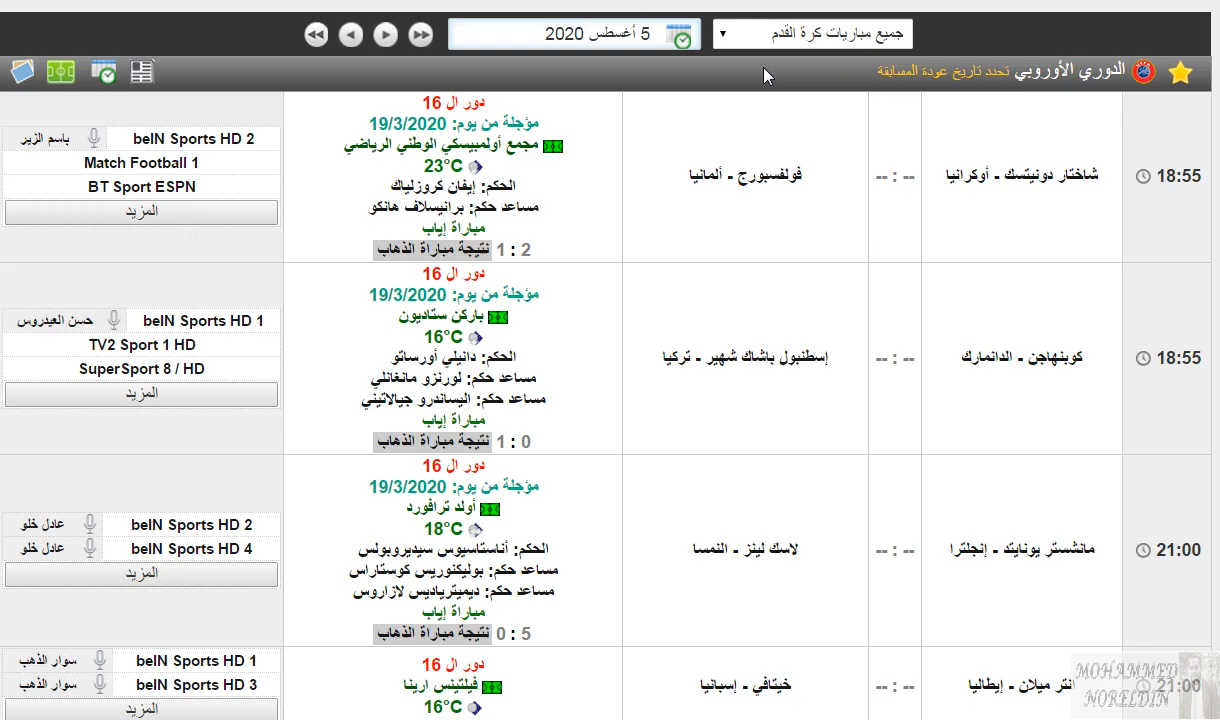 جميع مباريات كرة القدم
5 أغسطس 2020
الدوري الأوروبي تحدد تاريخ عودة المسابقة
18:55
شاختار دونيتسك - أوكرانيا
-- : --
فولفسبورج - ألمانيا
دور ال 16
مؤجلة من يوم: 19/3/2020
مجمع أولمبيسكي الوطني الرياضي
23°C
الحكم: إيفان كروزلياك
مساعد حكم: برانيسلاف هانكو
مباراة إياب
2 : 1 نتيجة مباراة الذهاب
beIN Sports HD 2 باسم الزير
Match Football 1
BT Sport ESPN
المزيد
18:55
كوبنهاجن - الدانمارك
-- : --
إسطنبول باشاك شهير - تركيا
دور ال 16
مؤجلة من يوم: 19/3/2020
باركن ستاديون
16°C
الحكم: دانيلي أورساتو
مساعد حكم: لورنزو مانغانلي
مساعد حكم: اليساندرو جيالاتيني
مباراة إياب
0 : 1 نتيجة مباراة الذهاب
beIN Sports HD 1 حسن العيدروس
TV2 Sport 1 HD
SuperSport 8 / HD
المزيد
21:00
مانشستر يونايتد - إنجلترا
-- : --
لاسك لينز - النمسا
دور ال 16
مؤجلة من يوم: 19/3/2020
أولد ترافورد
18°C
الحكم: أناستاسيوس سيديروبولس
مساعد حكم: بوليكنوريس كوستاراس
مساعد حكم: ديميترياديس لازاروس
مباراة إياب
5 : 0 نتيجة مباراة الذهاب
beIN Sports HD 2 عادل خلو
beIN Sports HD 4 عادل خلو
المزيد
21:00
انتر ميلان - إيطاليا
-- : --
خيتافي - إسبانيا
دور ال 16
فيلتينس ارينا
16°C
beIN Sports HD 1 سوار الذهب
beIN Sports HD 3 سوار الذهب
المزيد
MOHAMMED
NORELDIN